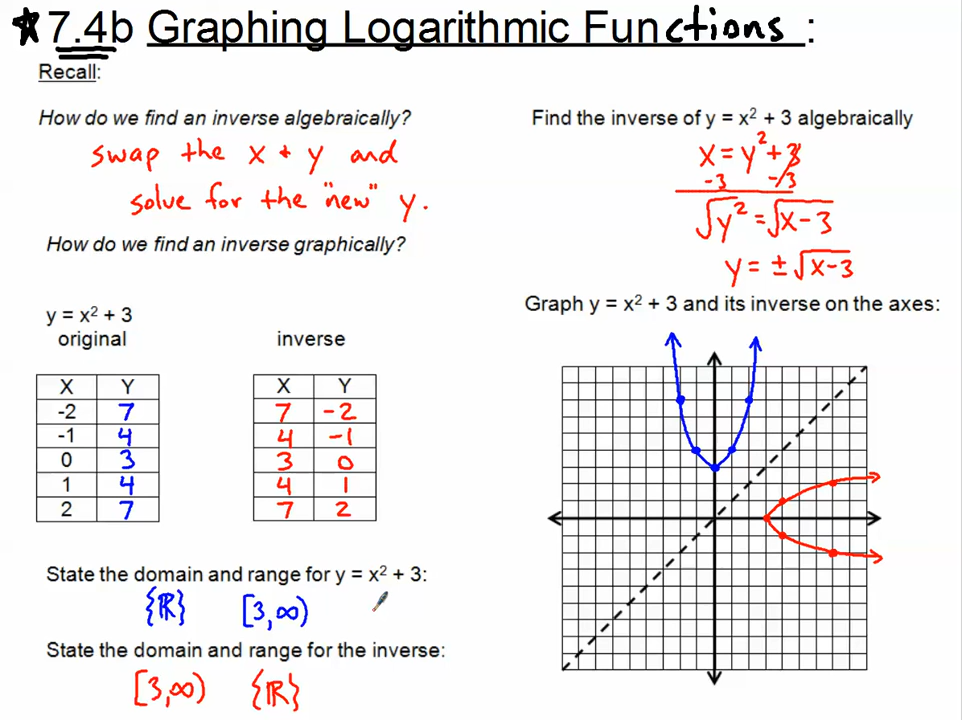 ★7.4b Graphing Logarithmic Functions :
Recall:
How do we find an inverse algebraically?
swap the x + y and
solve for the "new" y.
How do we find an inverse graphically?
y = x² + 3
original
X Y
-2 7
-1 4
0 3
1 4
2 7
inverse
X Y
7 -2
4 -1
3 0
4 1
7 2
State the domain and range for y = x² + 3:
{ℝ} [3,∞)
State the domain and range for the inverse:
[3,∞) {ℝ}
Find the inverse of y = x² + 3 algebraically
x = y² + 3
-3 -3
√y² = √x-3
y = ± √x-3
Graph y = x² + 3 and its inverse on the axes: